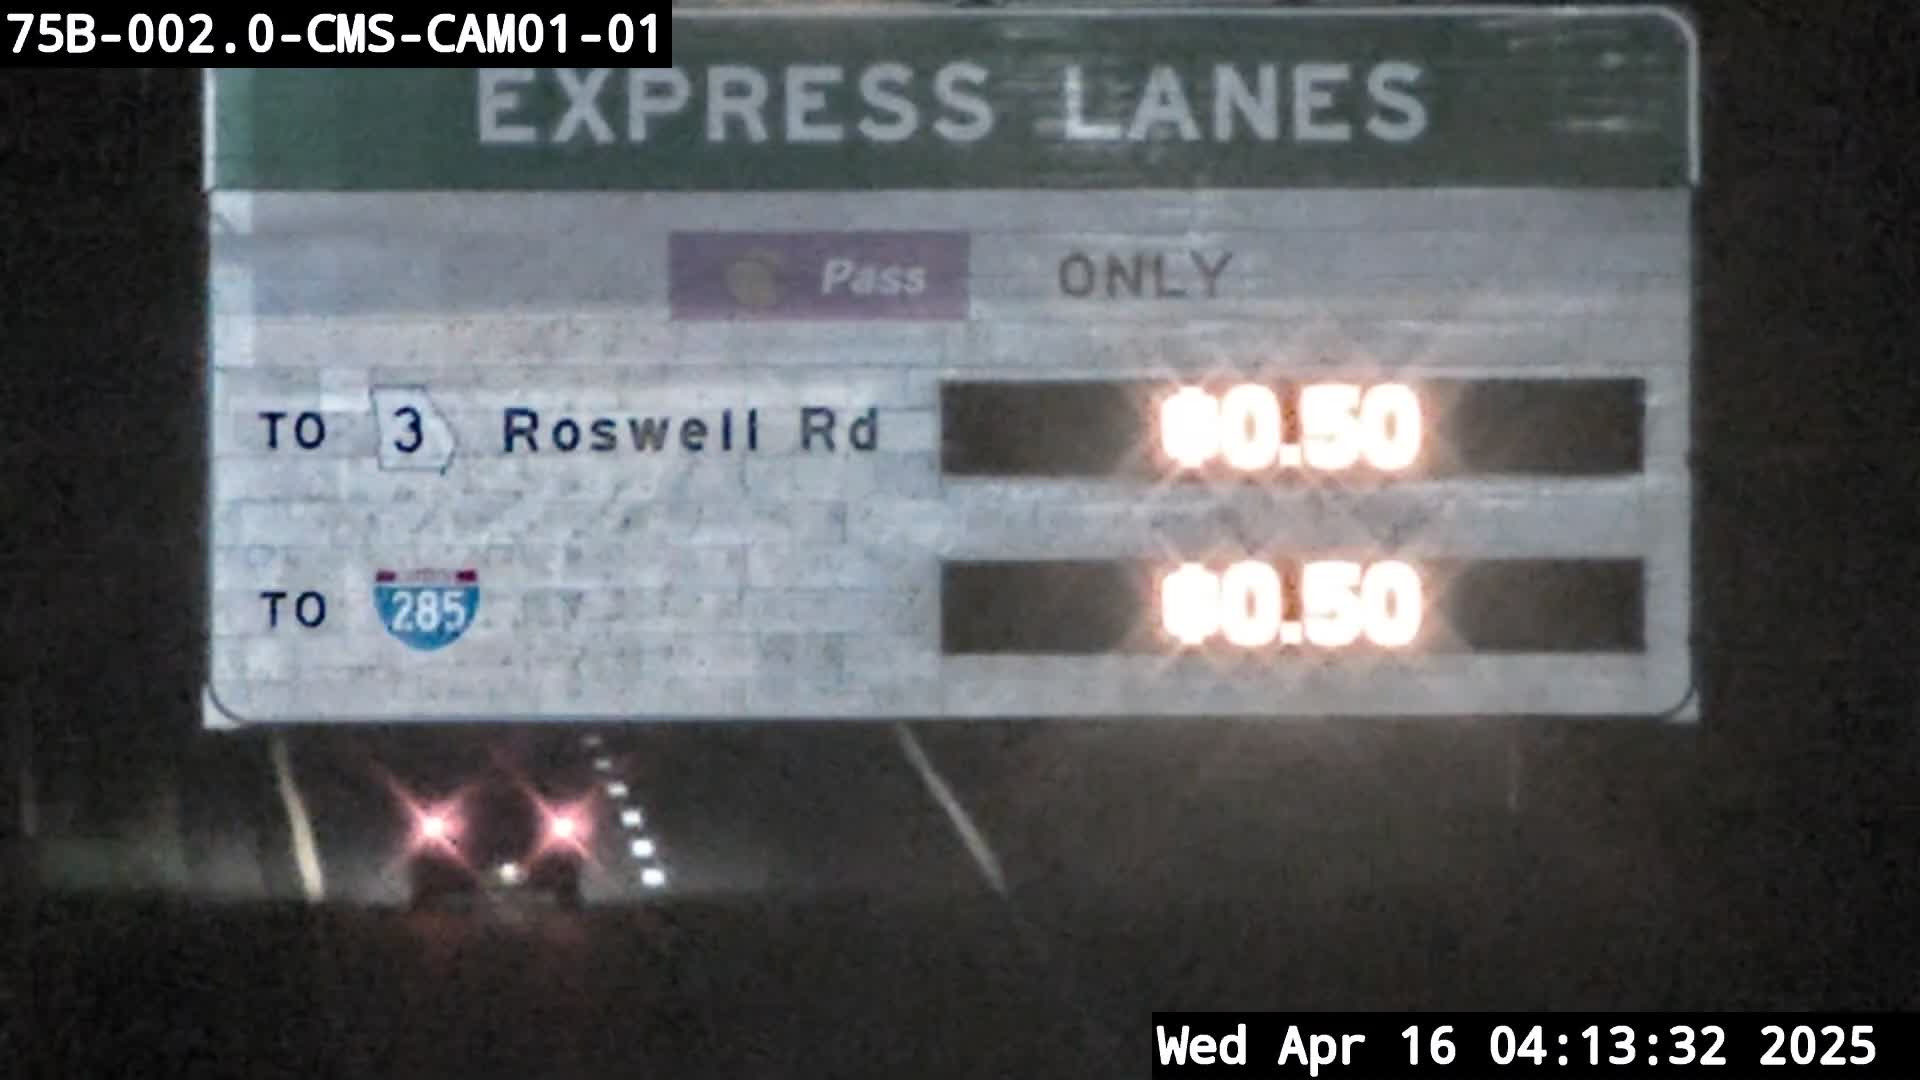 75B-002.0-CMS-CAM01-01
EXPRESS LANES
Pass ONLY
TO 3 Roswell Rd $0.50
TO 285 $0.50
Wed Apr 16 04:13:32 2025